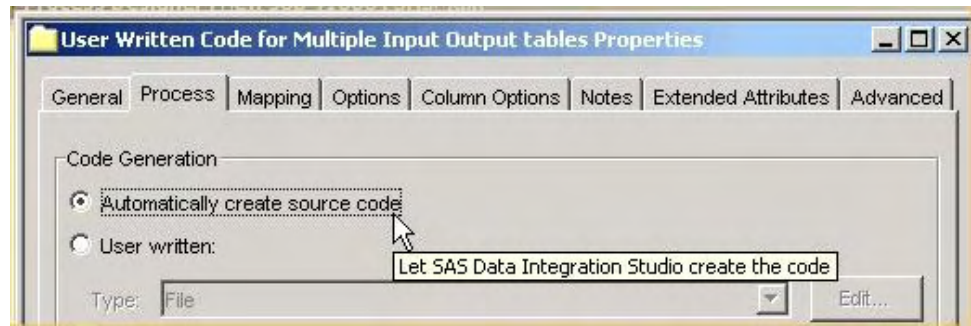 User Written Code for Multiple Input Output tables Properties
General Process Mapping Options Column Options Notes Extended Attributes Advanced
Code Generation
Automatically create source code
User written:
Let SAS Data Integration Studio create the code
Type: File Edit...